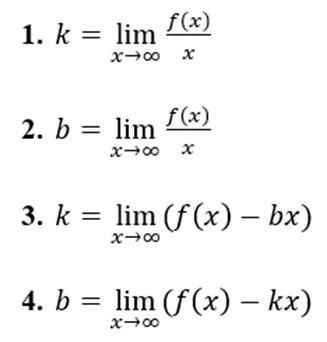 1. k = lim_{x→∞} f(x)/x
2. b = lim_{x→∞} f(x)/x
3. k = lim_{x→∞} (f(x) – bx)
4. b = lim_{x→∞} (f(x) – kx)